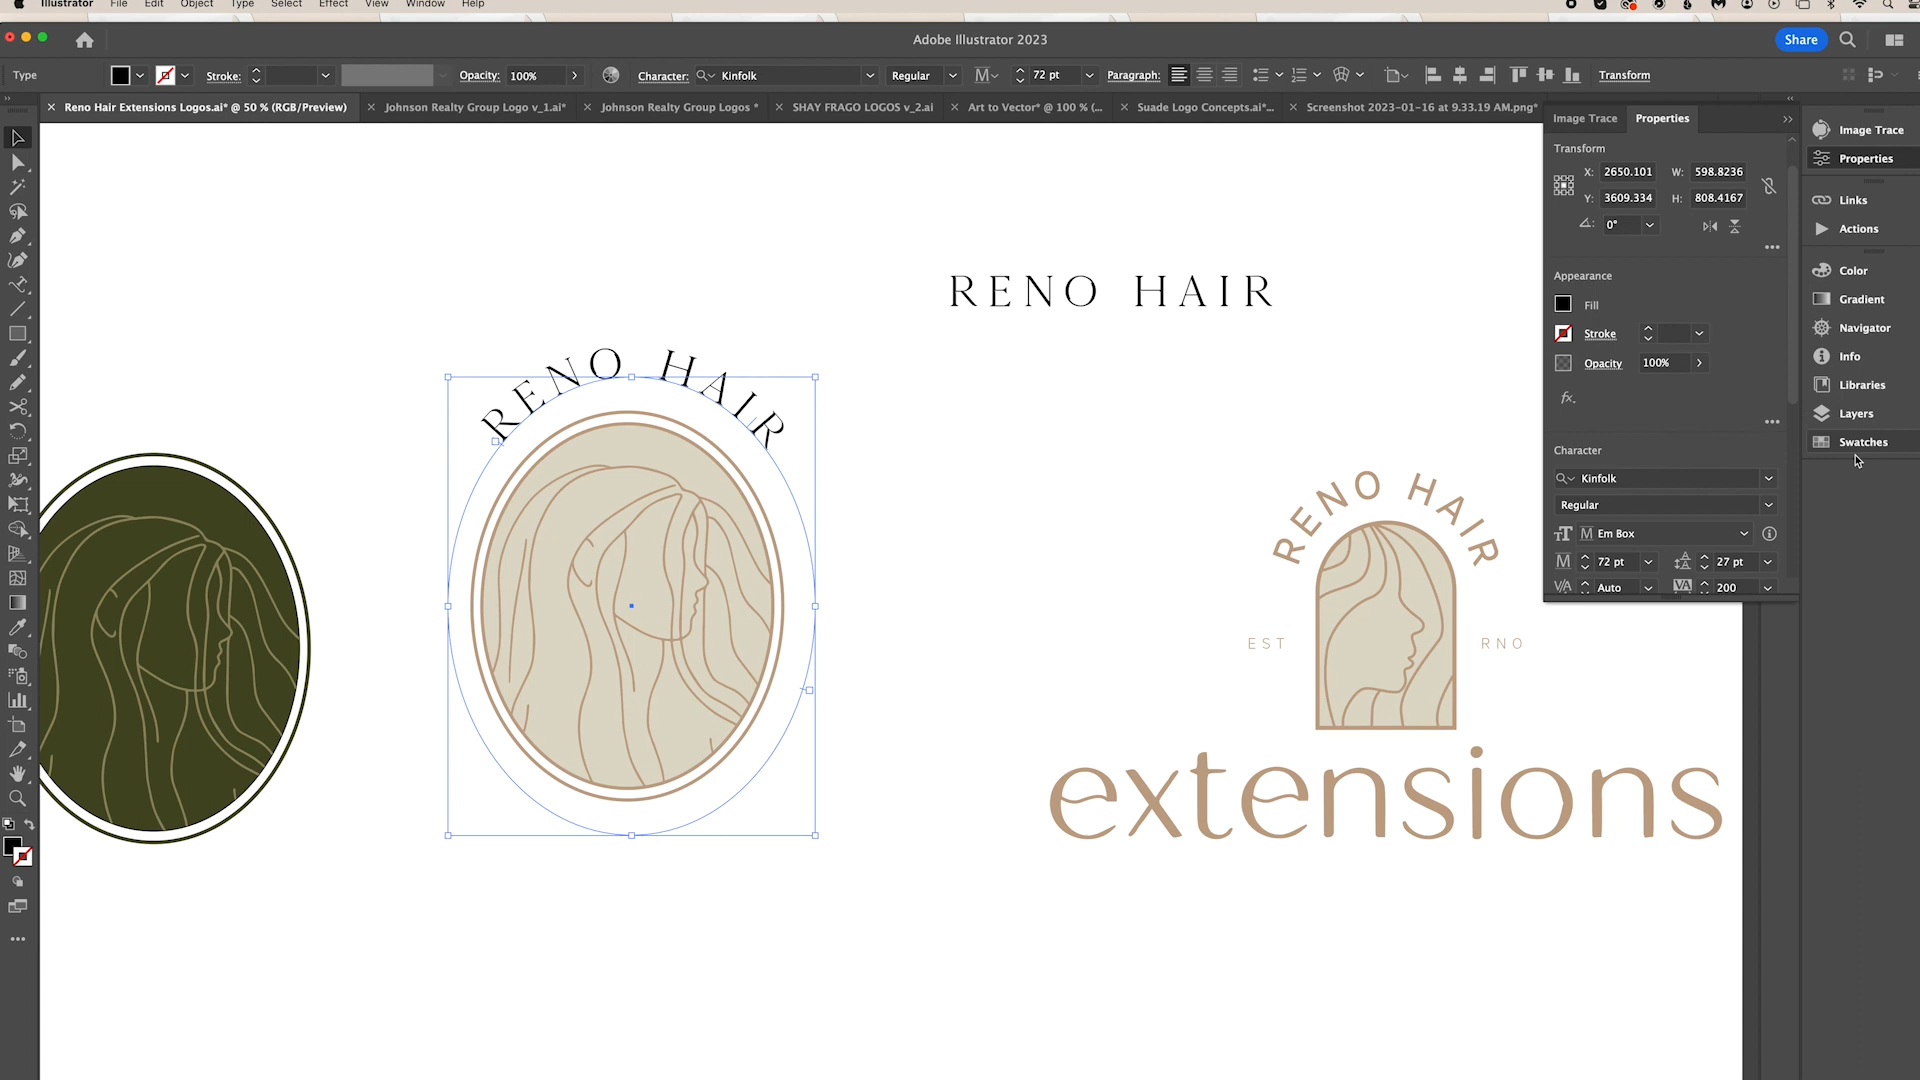 Illustrator File Edit Object Type Select Effect View Window Help
Adobe Illustrator 2023
Share
Type Stroke: Opacity: 100% Character: Kinfolk Regular 72 pt Paragraph: Transform
Reno Hair Extensions Logos.ai* @ 50 % (RGB/Preview) Johnson Realty Group Logo v_1.ai* Johnson Realty Group Logos * SHAY FRAGO LOGOS v_2.ai Art to Vector* @ 100 % (... Suade Logo Concepts.ai*... Screenshot 2023-01-16 at 9.33.19 AM.png*
Image Trace Properties
Transform
X: 2650.101 W: 598.8236
Y: 3609.334 H: 808.4167
0°
Appearance
Fill
Stroke
Opacity 100%
fx.
Character
Kinfolk
Regular
Em Box
72 pt 27 pt
Auto 200
Image Trace
Properties
Links
Actions
Color
Gradient
Navigator
Info
Libraries
Layers
Swatches
RENO HAIR
RENO HAIR
RENO HAIR
EST RNO
extensions